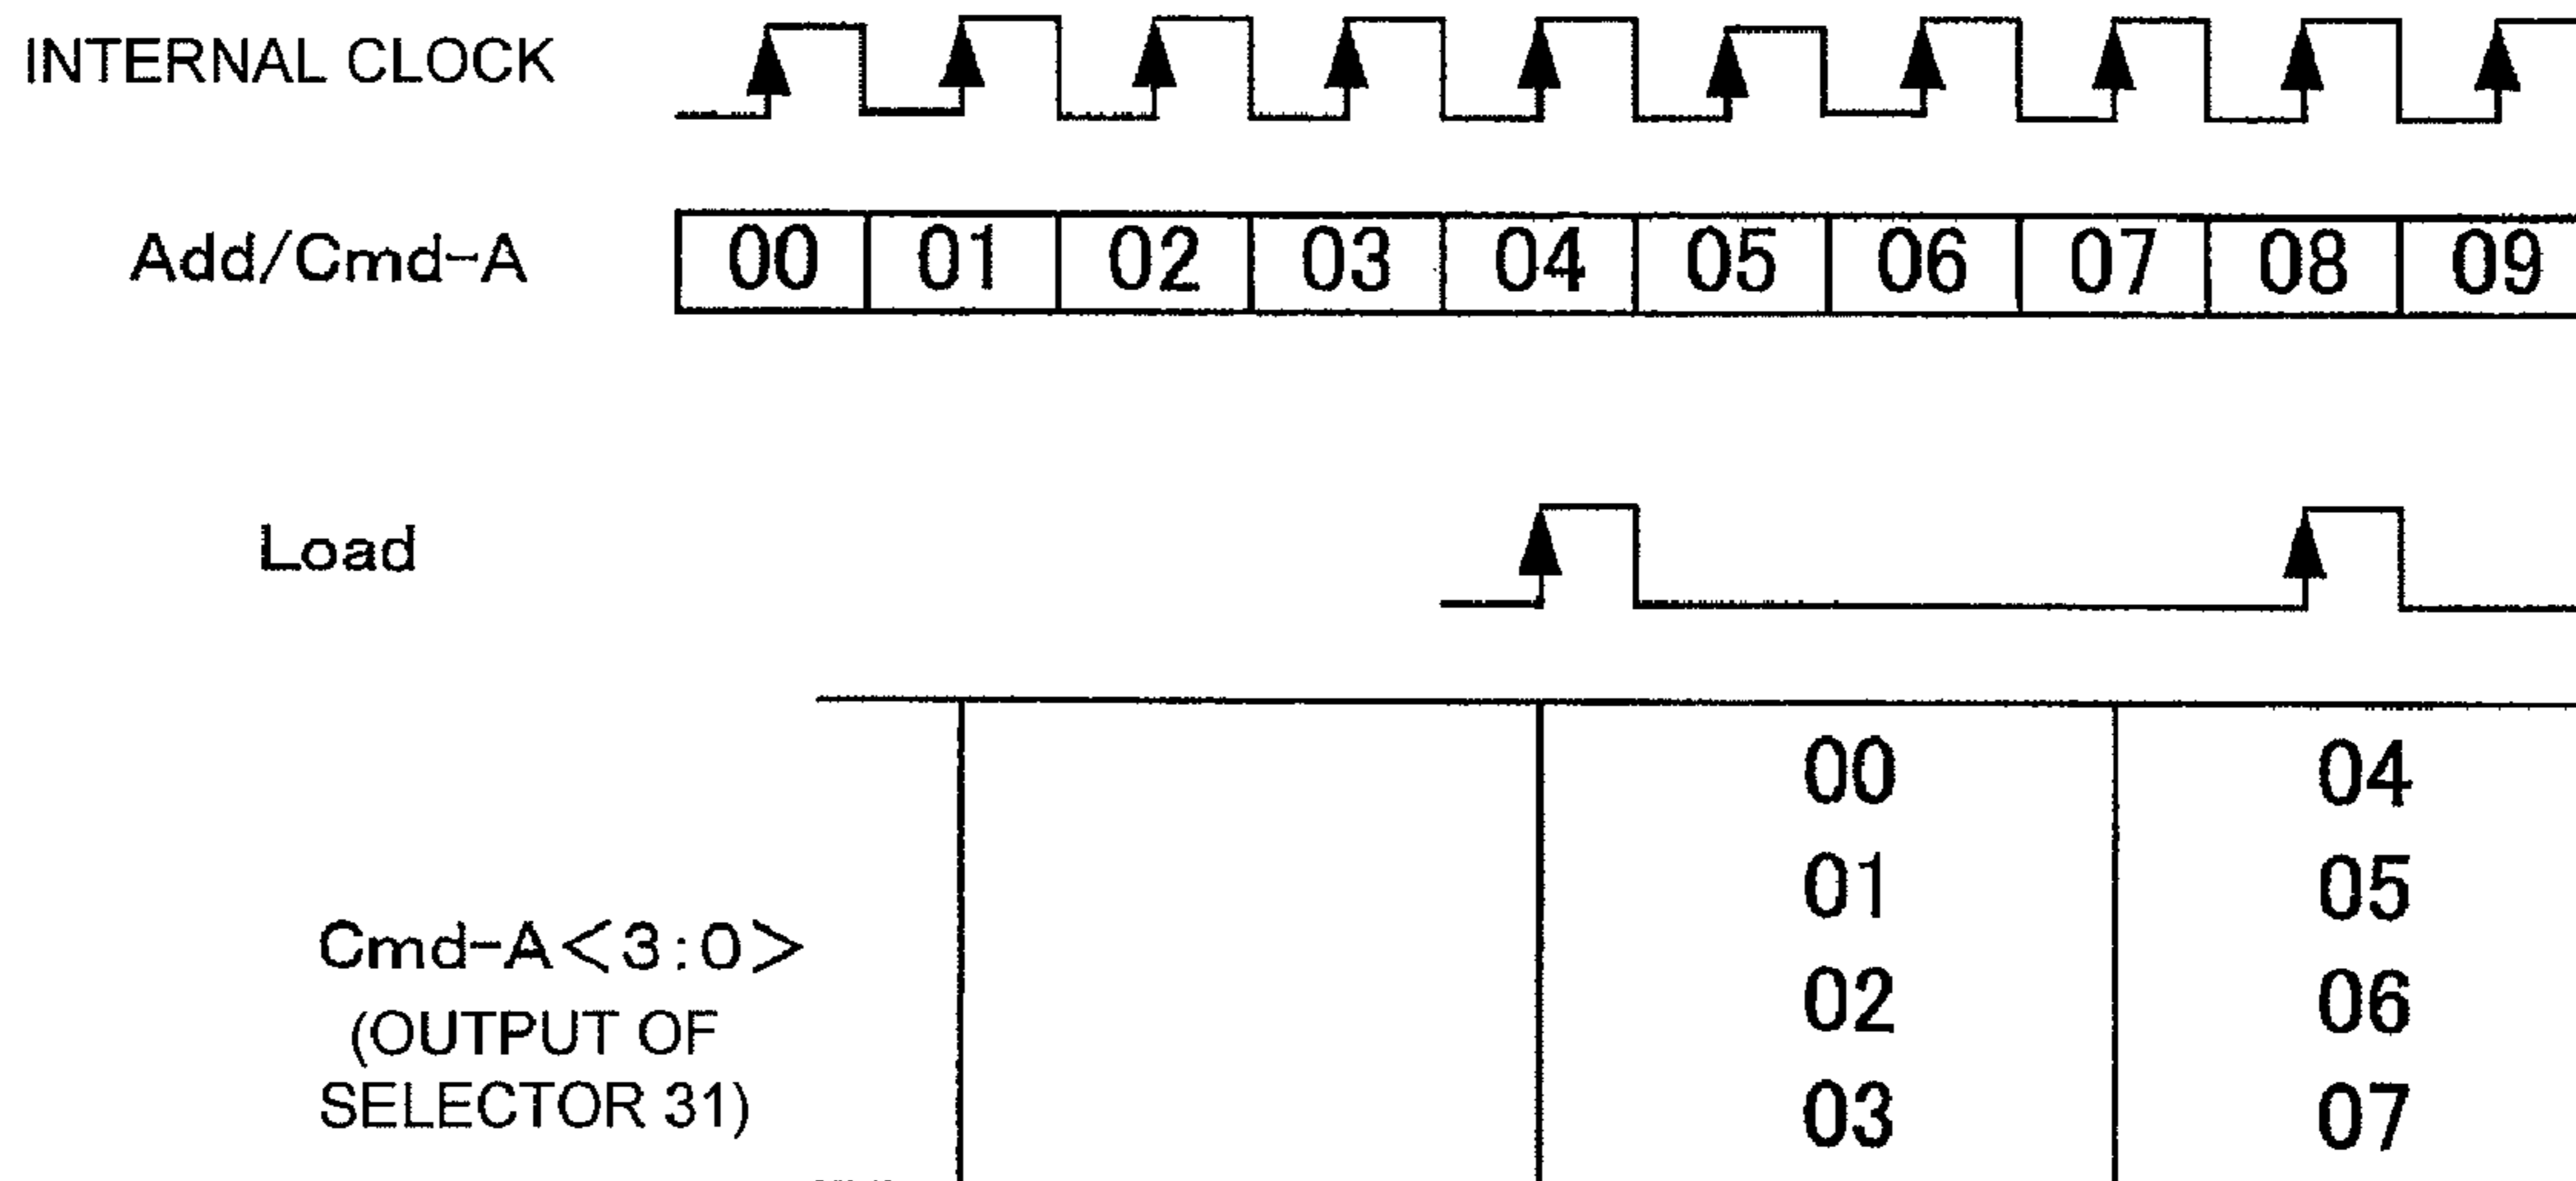 INTERNAL CLOCK
Add/Cmd-A 00 01 02 03 04 05 06 07 08 09
Load
00 04
01 05
Cmd-A<3:0>
02 06
(OUTPUT OF
SELECTOR 31)
03 07